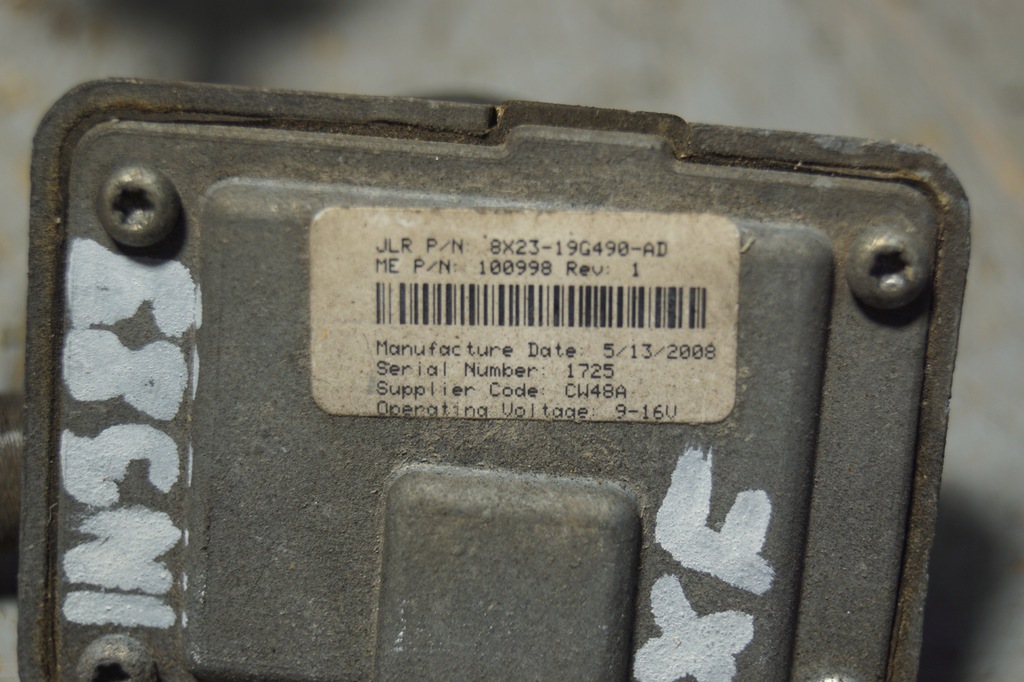 JLR P/N: 8X23-19G490-AD
ME P/N: 100998 Rev: 1
Manufacture Date: 5/13/2008
Serial Number: 1725
Supplier Code: CW48A
Operating Voltage: 9-16V